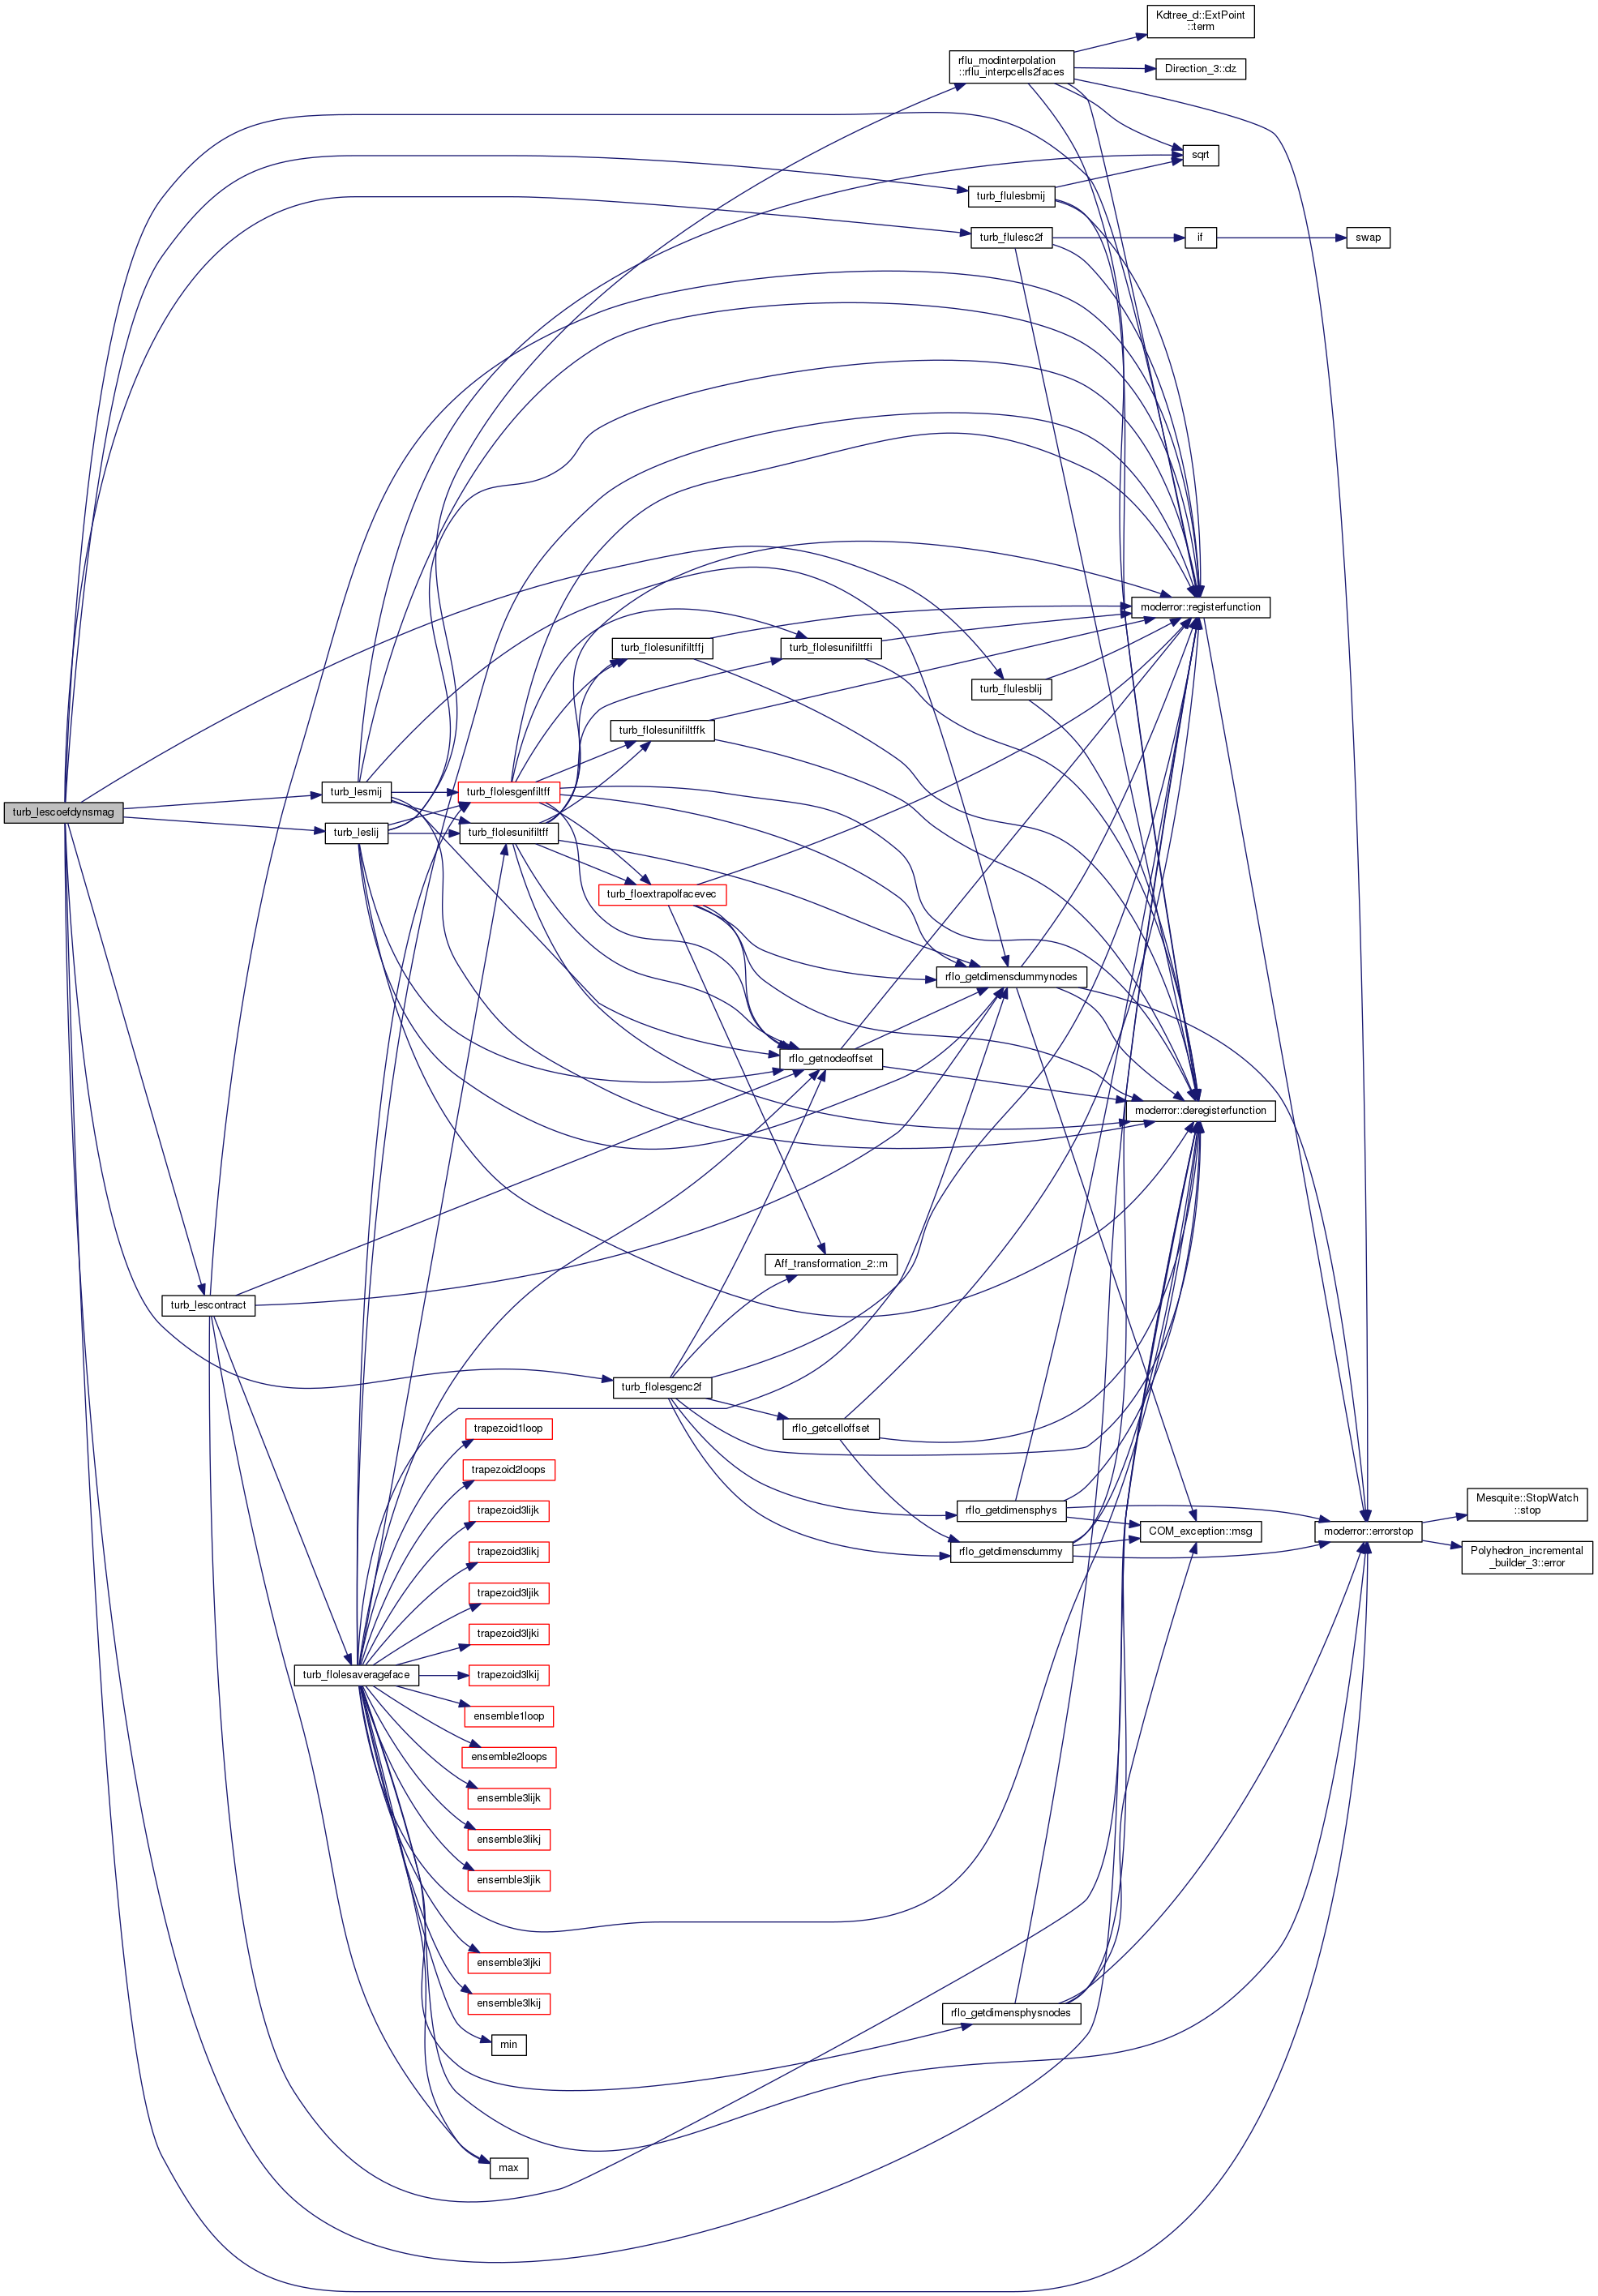 Kdtree_d::ExtPoint
::term
rflu_modinterpolation
::rflu_interpcells2faces
Direction_3::dz
sqrt
turb_flulesbmij
turb_flulesc2f
if
swap
moderror::registerfunction
turb_flolesunifiltffj
turb_flolesunifiltffi
turb_flulesblij
turb_flolesunifiltffk
turb_lesmij
turb_flolesgenfiltff
turb_lescoefdynsmag
turb_leslij
turb_flolesunifiltff
turb_floextrapolfacevec
rflo_getdimensdummynodes
rflo_getnodeoffset
moderror::deregisterfunction
Aff_transformation_2::m
turb_lescontract
turb_flolesgenc2f
trapezoid1loop
rflo_getcelloffset
trapezoid2loops
trapezoid3lijk
rflo_getdimensphys
Mesquite::StopWatch
::stop
COM_exception::msg
moderror::errorstop
trapezoid3likj
rflo_getdimensdummy
Polyhedron_incremental
_builder_3::error
trapezoid3ljik
trapezoid3ljki
turb_flolesaverageface
trapezoid3lkij
ensemble1loop
ensemble2loops
ensemble3lijk
ensemble3likj
ensemble3ljik
ensemble3ljki
ensemble3lkij
rflo_getdimensphysnodes
min
max